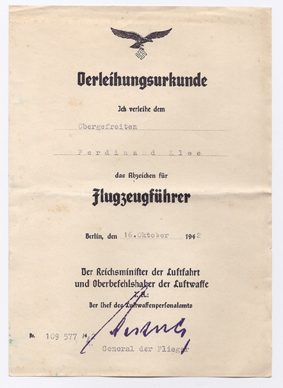 Verleihungsurkunde
Ich verleihe dem
Obergefreiten
Ferdinand Klee
das Abzeichen für
Flugzeugführer
Berlin, den 16. Oktober 1942
Der Reichsminister der Luftfahrt
und Oberbefehlshaber der Luftwaffe
I.A.
Der Chef des Luftwaffenpersonalamts
Nr. 109 577 /42
General der Flieger